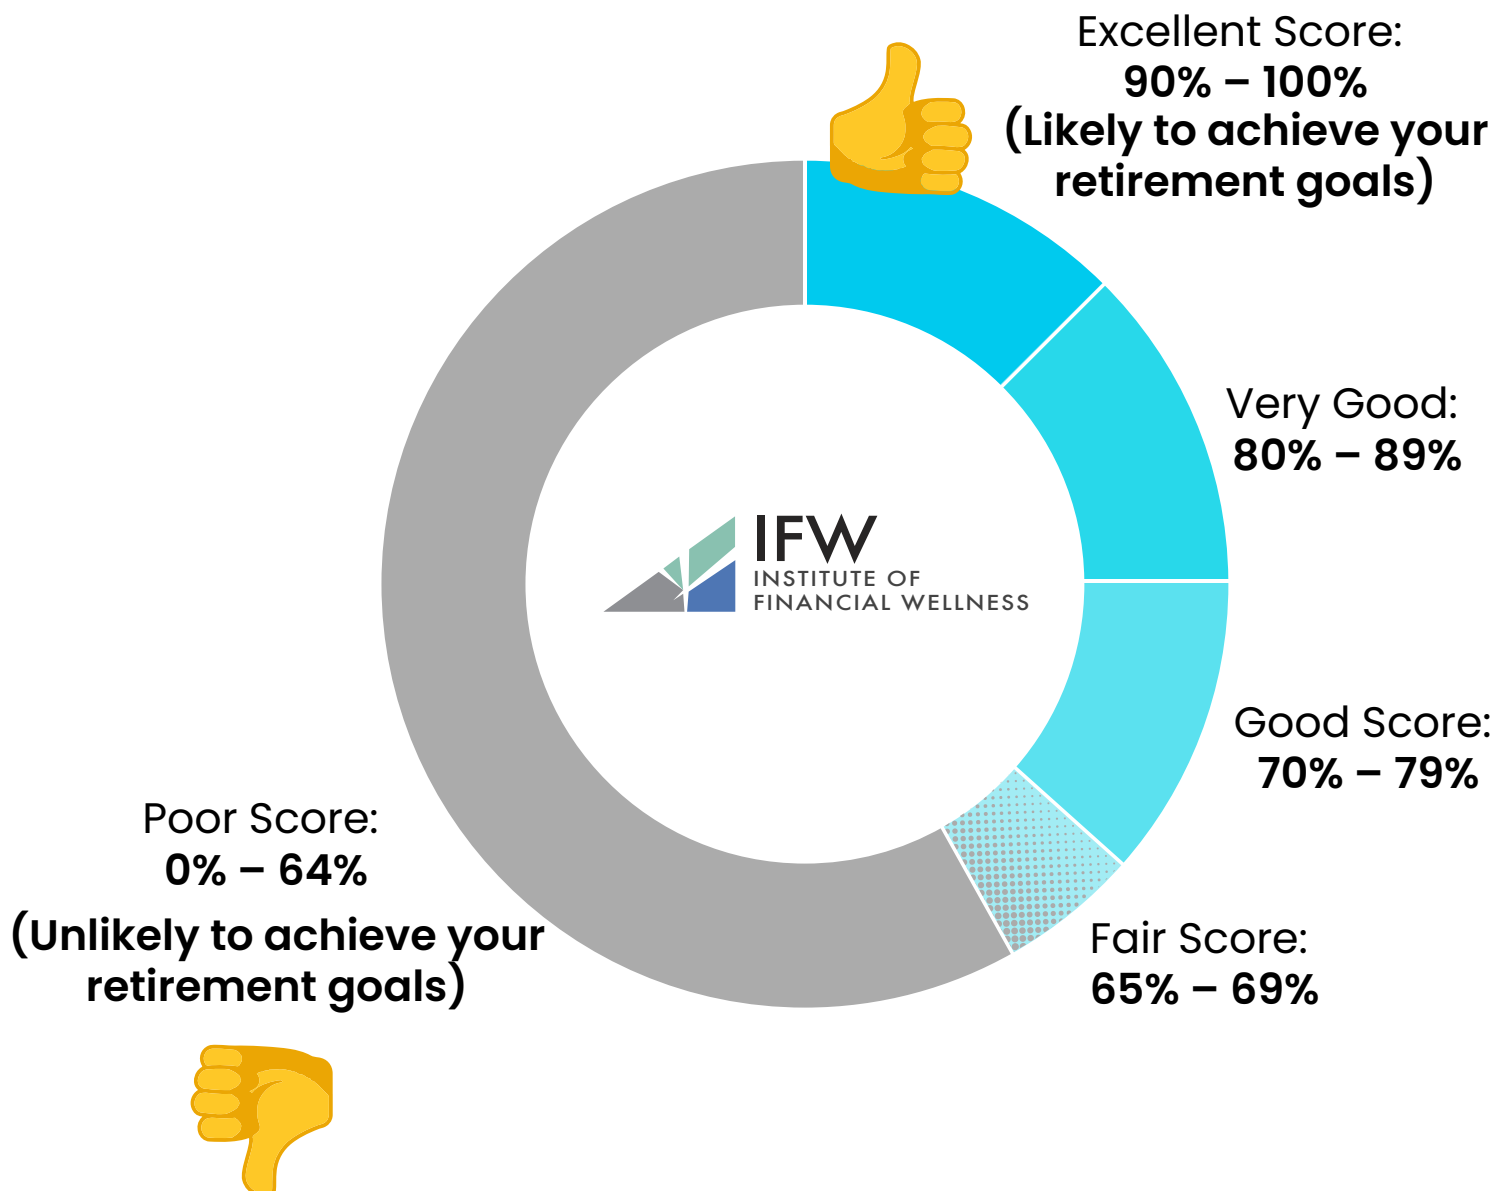 Excellent Score:
90% – 100%
(Likely to achieve your
retirement goals)
Very Good:
80% – 89%
IFW
INSTITUTE OF
FINANCIAL WELLNESS
Good Score:
70% – 79%
Poor Score:
0% – 64%
(Unlikely to achieve your
retirement goals)
Fair Score:
65% – 69%